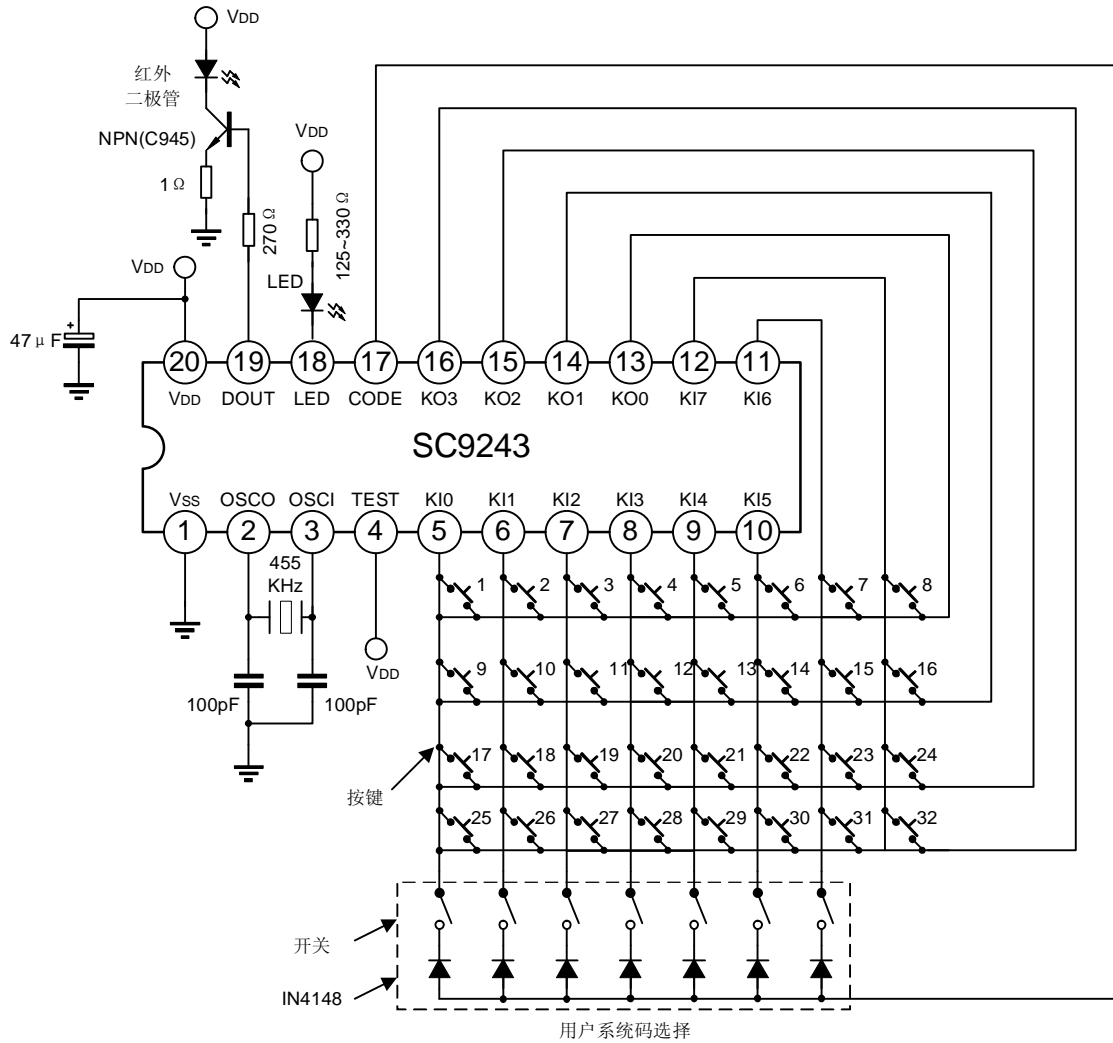 VDD
红外
二极管
NPN(C945)
1Ω
270Ω
VDD
125~330Ω
LED
VDD
+
47μF
20 19 18 17 16 15 14 13 12 11
VDD DOUT LED CODE KO3 KO2 KO1 KO0 KI7 KI6
SC9243
VSS OSCO OSCI TEST KI0 KI1 KI2 KI3 KI4 KI5
1 2 3 4 5 6 7 8 9 10
455
KHz
VDD
100pF
100pF
1 2 3 4 5 6 7 8
9 10 11 12 13 14 15 16
17 18 19 20 21 22 23 24
按键
25 26 27 28 29 30 31 32
开关
IN4148
用户系统码选择